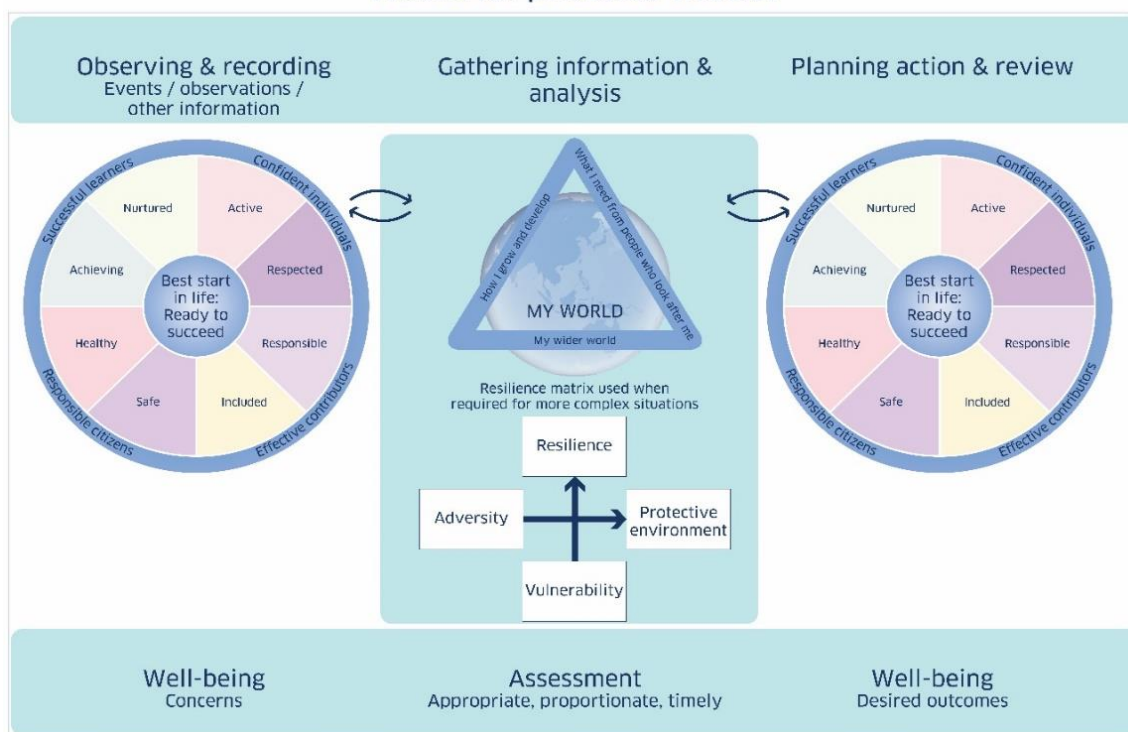 Observing & recording
Events / observations /
other information
Gathering information &
analysis
Planning action & review
Successful learners
Confident individuals
Nurtured
Active
Achieving
Respected
Best start
in life:
Ready to
succeed
Healthy
Responsible
Safe
Included
Responsible citizens
Effective contributors
How I grow and develop
What I need from people who look after me
MY WORLD
My wider world
Resilience matrix used when
required for more complex situations
Resilience
Adversity
Protective
environment
Vulnerability
Successful learners
Confident individuals
Nurtured
Active
Achieving
Respected
Best start
in life:
Ready to
succeed
Healthy
Responsible
Safe
Included
Responsible citizens
Effective contributors
Well-being
Concerns
Assessment
Appropriate, proportionate, timely
Well-being
Desired outcomes